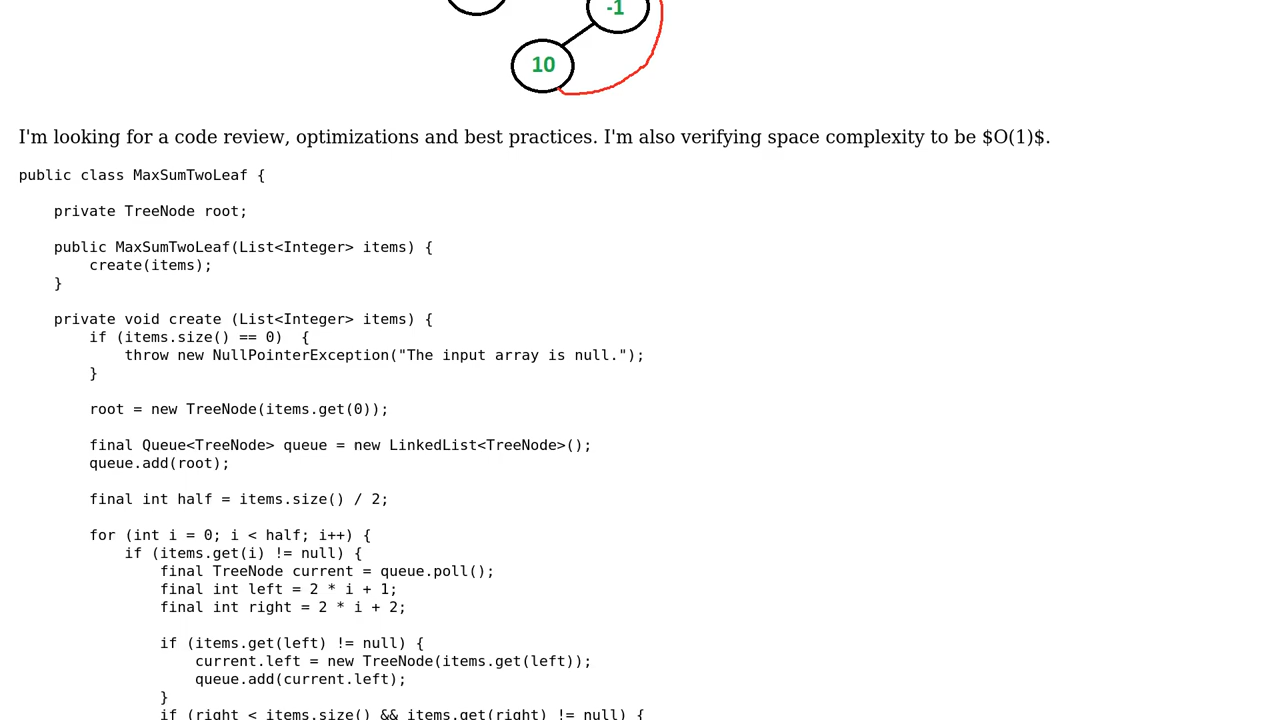 -1
10
I'm looking for a code review, optimizations and best practices. I'm also verifying space complexity to be $O(1)$.
public class MaxSumTwoLeaf {
    private TreeNode root;
    public MaxSumTwoLeaf(List<Integer> items) {
        create(items);
    }
    private void create (List<Integer> items) {
        if (items.size() == 0)  {
            throw new NullPointerException("The input array is null.");
        }
        root = new TreeNode(items.get(0));
        final Queue<TreeNode> queue = new LinkedList<TreeNode>();
        queue.add(root);
        final int half = items.size() / 2;
        for (int i = 0; i < half; i++) {
            if (items.get(i) != null) {
                final TreeNode current = queue.poll();
                final int left = 2 * i + 1;
                final int right = 2 * i + 2;
                if (items.get(left) != null) {
                    current.left = new TreeNode(items.get(left));
                    queue.add(current.left);
                }
                if (right < items.size() && items.get(right) != null) {